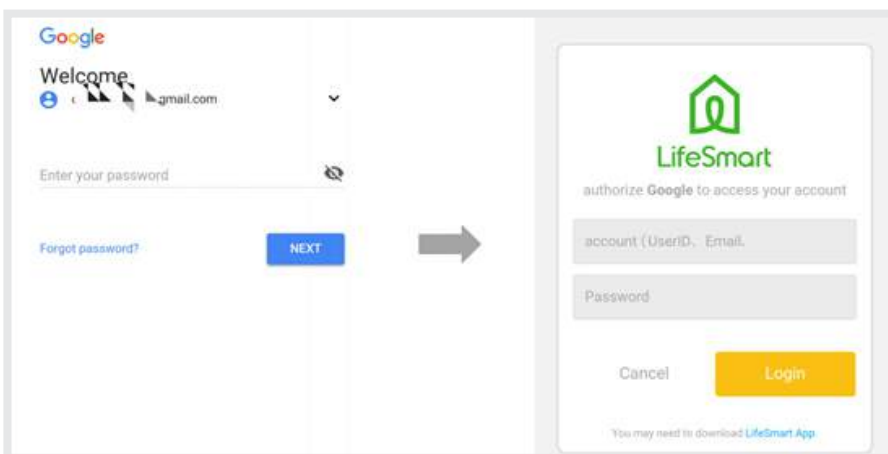 Google
Welcome
gmail.com
Enter your password
Forgot password?
NEXT
LifeSmart
authorize Google to access your account
account (UserID、Email.
Password
Cancel
Login
You may need to download LifeSmart App